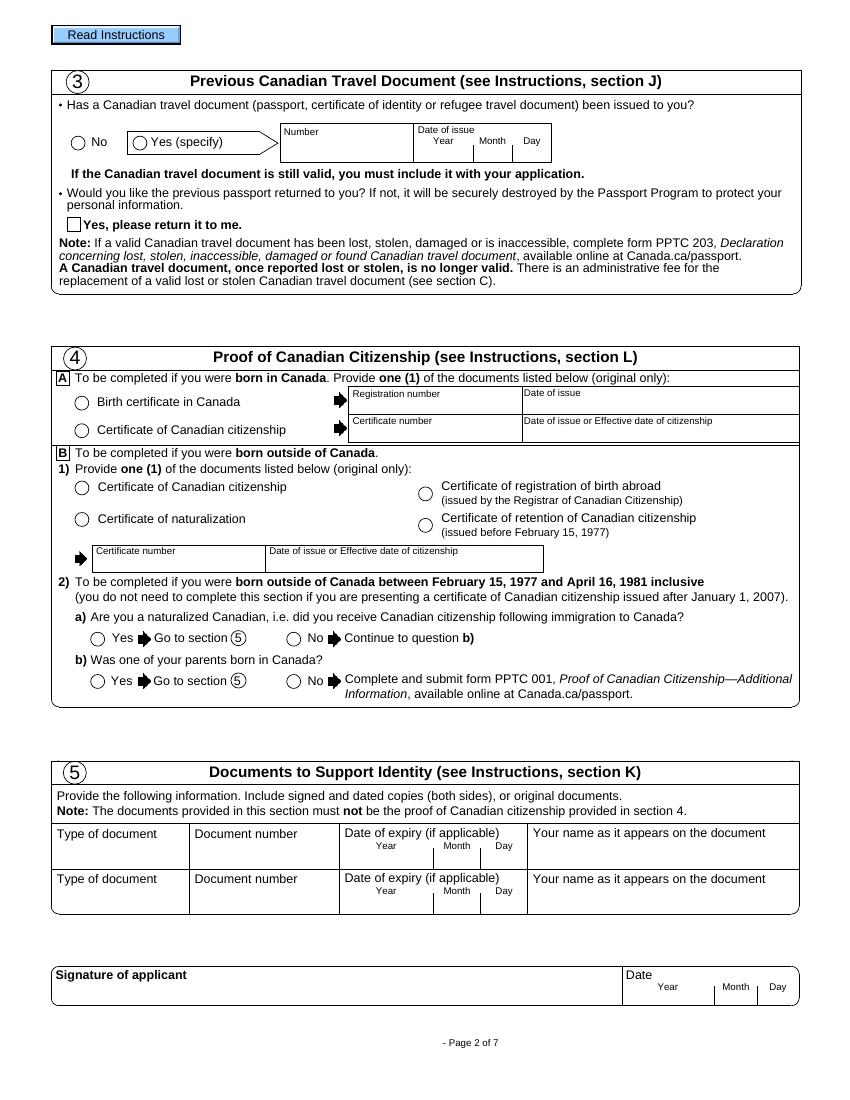 Read Instructions
3 Previous Canadian Travel Document (see Instructions, section J)
• Has a Canadian travel document (passport, certificate of identity or refugee travel document) been issued to you?
No Yes (specify) Number Date of issue
Year Month Day
If the Canadian travel document is still valid, you must include it with your application.
• Would you like the previous passport returned to you? If not, it will be securely destroyed by the Passport Program to protect your
personal information.
Yes, please return it to me.
Note: If a valid Canadian travel document has been lost, stolen, damaged or is inaccessible, complete form PPTC 203, Declaration
concerning lost, stolen, inaccessible, damaged or found Canadian travel document, available online at Canada.ca/passport.
A Canadian travel document, once reported lost or stolen, is no longer valid. There is an administrative fee for the
replacement of a valid lost or stolen Canadian travel document (see section C).
4 Proof of Canadian Citizenship (see Instructions, section L)
A To be completed if you were born in Canada. Provide one (1) of the documents listed below (original only):
Birth certificate in Canada Registration number Date of issue
Certificate of Canadian citizenship Certificate number Date of issue or Effective date of citizenship
B To be completed if you were born outside of Canada.
1) Provide one (1) of the documents listed below (original only):
Certificate of Canadian citizenship Certificate of registration of birth abroad
(issued by the Registrar of Canadian Citizenship)
Certificate of naturalization Certificate of retention of Canadian citizenship
(issued before February 15, 1977)
Certificate number Date of issue or Effective date of citizenship
2) To be completed if you were born outside of Canada between February 15, 1977 and April 16, 1981 inclusive
(you do not need to complete this section if you are presenting a certificate of Canadian citizenship issued after January 1, 2007).
a) Are you a naturalized Canadian, i.e. did you receive Canadian citizenship following immigration to Canada?
Yes Go to section 5 No Continue to question b)
b) Was one of your parents born in Canada?
Yes Go to section 5 No Complete and submit form PPTC 001, Proof of Canadian Citizenship—Additional
Information, available online at Canada.ca/passport.
5 Documents to Support Identity (see Instructions, section K)
Provide the following information. Include signed and dated copies (both sides), or original documents.
Note: The documents provided in this section must not be the proof of Canadian citizenship provided in section 4.
Type of document Document number Date of expiry (if applicable) Your name as it appears on the document
Year Month Day
Type of document Document number Date of expiry (if applicable) Your name as it appears on the document
Year Month Day
Signature of applicant Date
Year Month Day
- Page 2 of 7